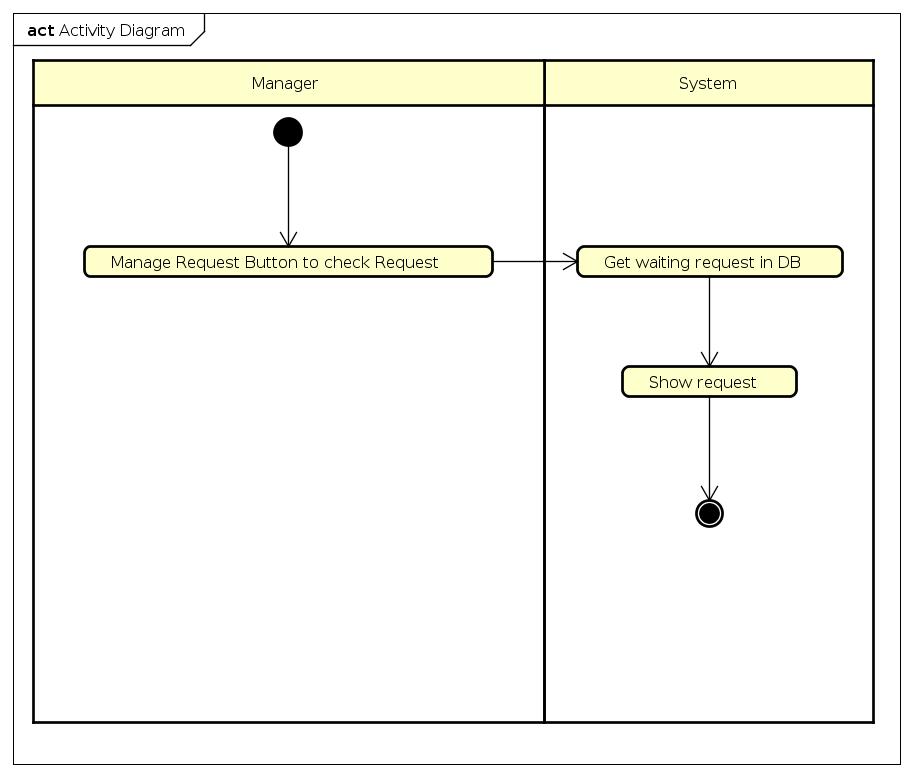 act Activity Diagram
Manager
System
Manage Request Button to check Request
Get waiting request in DB
Show request